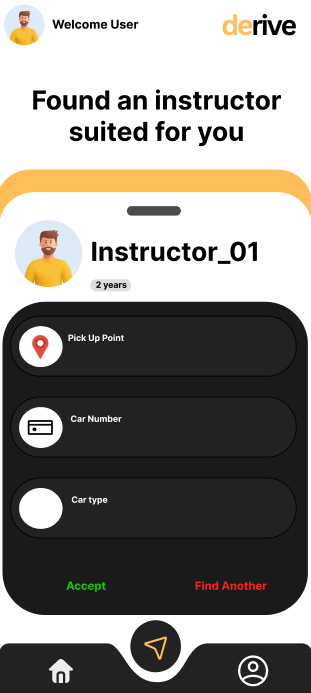 Welcome User
derive
Found an instructor
suited for you
Instructor_01
2 years
Pick Up Point
Car Number
Car type
Accept
Find Another